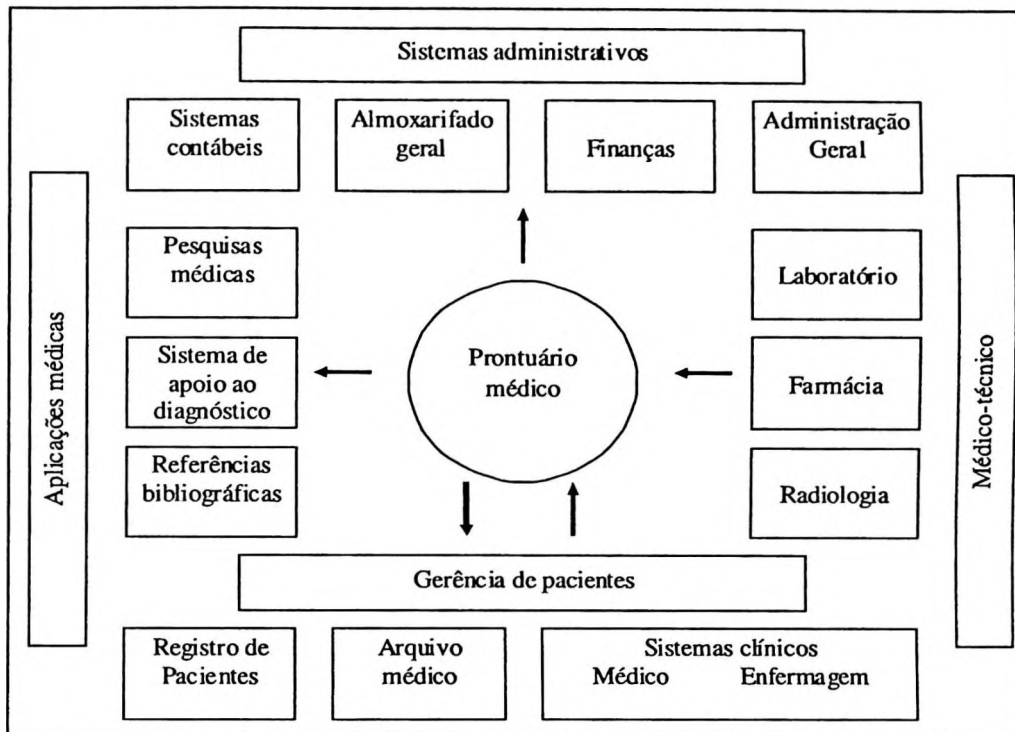 Sistemas administrativos
Sistemas
contábeis
Almoxarifado
geral
Finanças
Administração
Geral
Aplicações médicas
Pesquisas
médicas
Sistema de
apoio ao
diagnóstico
Referências
bibliográficas
Prontuário
médico
Laboratório
Farmácia
Radiologia
Médico-técnico
Gerência de pacientes
Registro de
Pacientes
Arquivo
médico
Sistemas clínicos
Médico Enfermagem